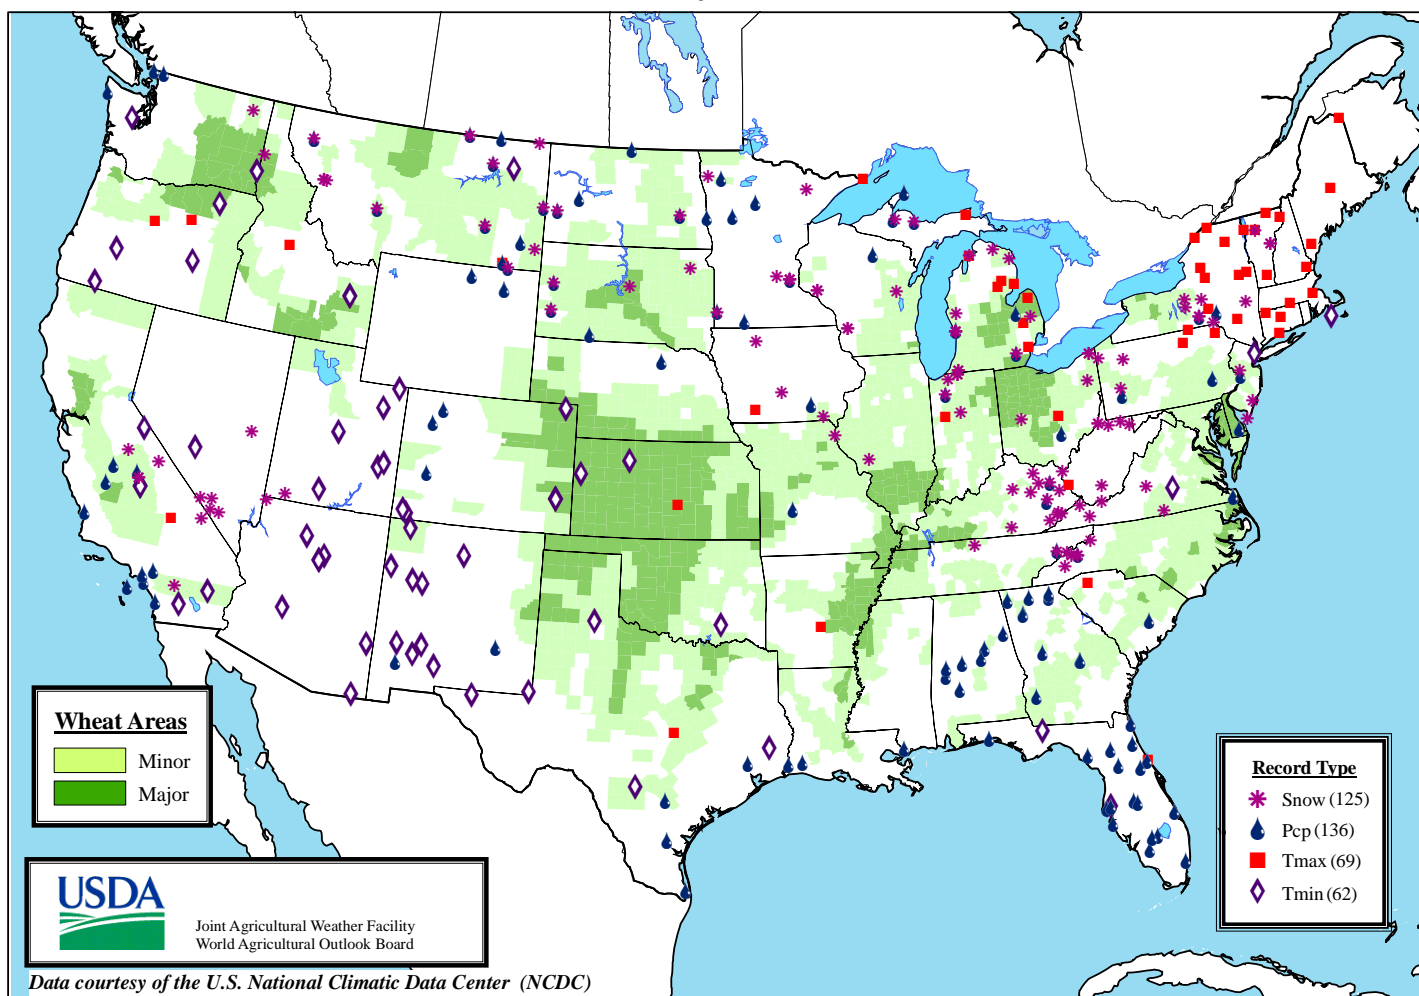 Wheat Areas
Minor
Major
Record Type
Snow (125)
Pcp (136)
Tmax (69)
Tmin (62)
USDA
Joint Agricultural Weather Facility
World Agricultural Outlook Board
Data courtesy of the U.S. National Climatic Data Center (NCDC)